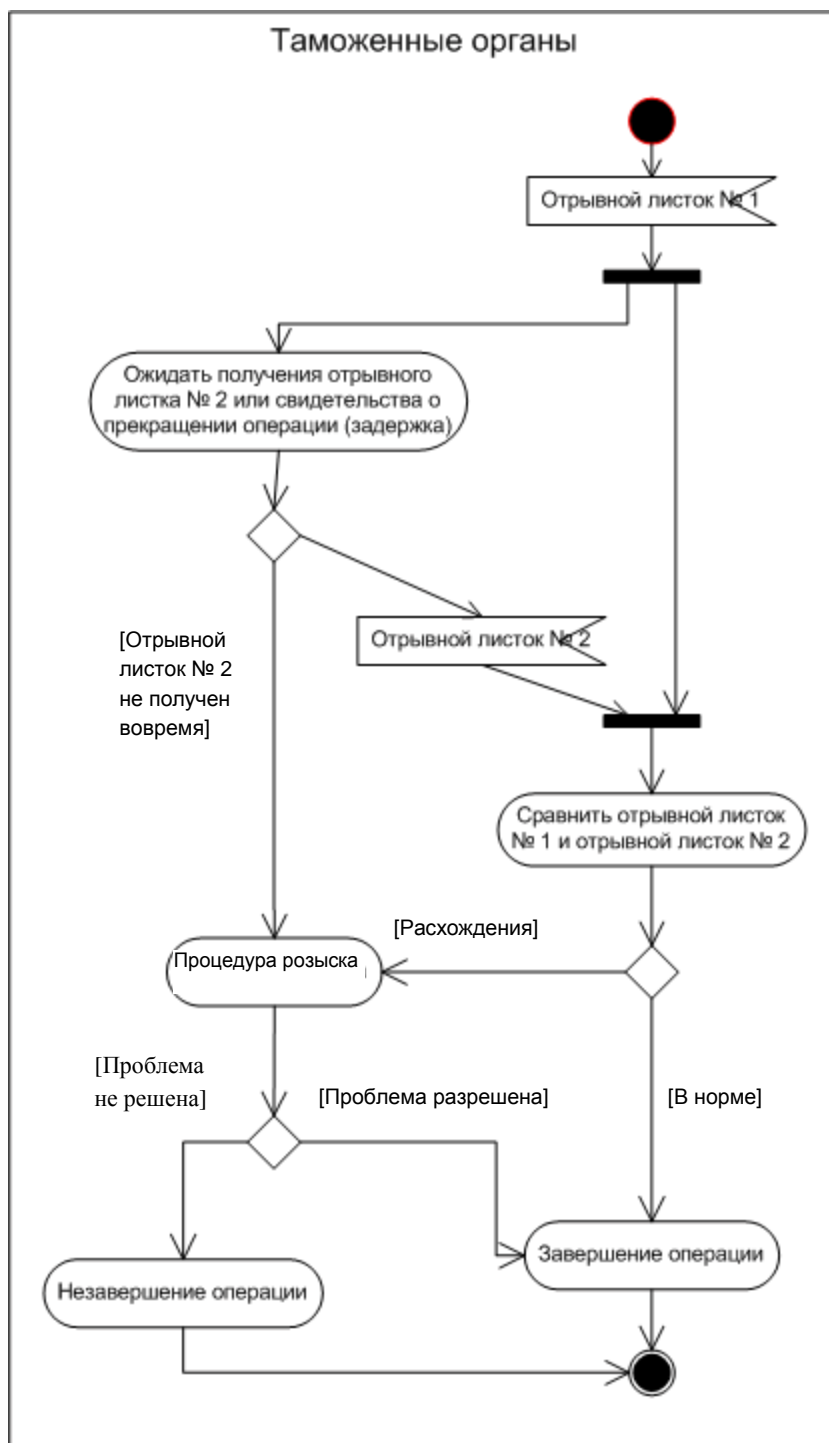 Таможенные органы
Отрывной листок № 1
Ожидать получения отрывного
листка № 2 или свидетельства о
прекращении операции (задержка)
[Отрывной
листок № 2
не получен
вовремя]
Отрывной листок № 2
Сравнить отрывной листок
№ 1 и отрывной листок № 2
[Расхождения]
Процедура розыска
[Проблема
не решена]
[Проблема разрешена]
[В норме]
Завершение операции
Незавершение операции